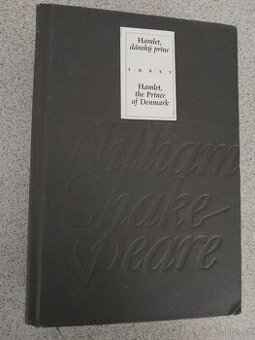 Hamlet,
dánský princ
TORST
Hamlet,
the Prince
of Denmark
William
Shake-
speare